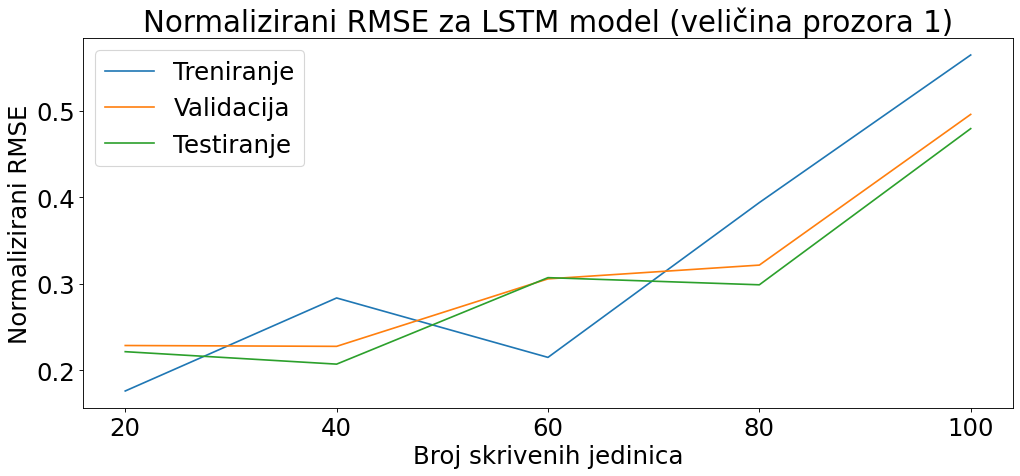 Normalizirani RMSE za LSTM model (veličina prozora 1)
Treniranje
Validacija
Testiranje
Normalizirani RMSE
0.5
0.4
0.3
0.2
20 40 60 80 100
Broj skrivenih jedinica